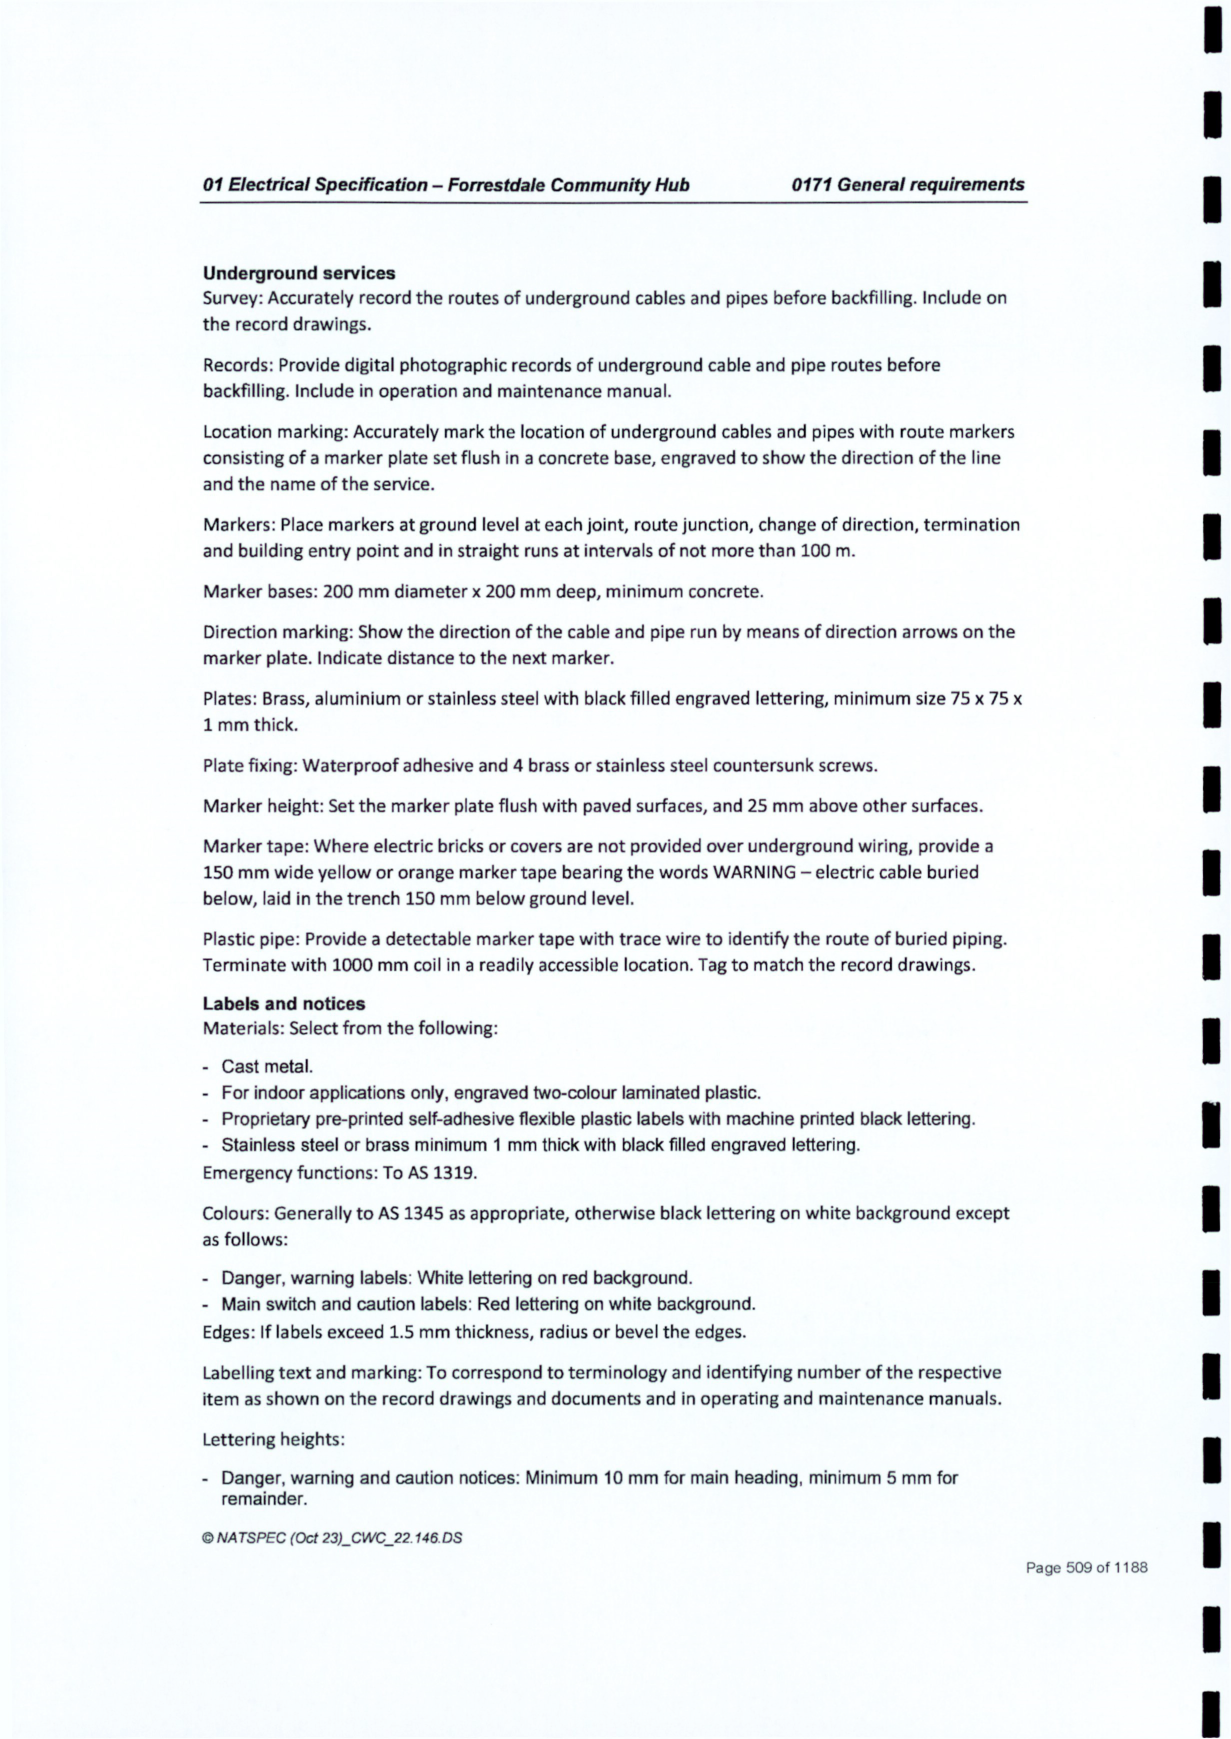 01 Electrical Specification – Forrestdale Community Hub 0171 General requirements
Underground services
Survey: Accurately record the routes of underground cables and pipes before backfilling. Include on
the record drawings.
Records: Provide digital photographic records of underground cable and pipe routes before
backfilling. Include in operation and maintenance manual.
Location marking: Accurately mark the location of underground cables and pipes with route markers
consisting of a marker plate set flush in a concrete base, engraved to show the direction of the line
and the name of the service.
Markers: Place markers at ground level at each joint, route junction, change of direction, termination
and building entry point and in straight runs at intervals of not more than 100 m.
Marker bases: 200 mm diameter x 200 mm deep, minimum concrete.
Direction marking: Show the direction of the cable and pipe run by means of direction arrows on the
marker plate. Indicate distance to the next marker.
Plates: Brass, aluminium or stainless steel with black filled engraved lettering, minimum size 75 x 75 x
1 mm thick.
Plate fixing: Waterproof adhesive and 4 brass or stainless steel countersunk screws.
Marker height: Set the marker plate flush with paved surfaces, and 25 mm above other surfaces.
Marker tape: Where electric bricks or covers are not provided over underground wiring, provide a
150 mm wide yellow or orange marker tape bearing the words WARNING – electric cable buried
below, laid in the trench 150 mm below ground level.
Plastic pipe: Provide a detectable marker tape with trace wire to identify the route of buried piping.
Terminate with 1000 mm coil in a readily accessible location. Tag to match the record drawings.
Labels and notices
Materials: Select from the following:
- Cast metal.
- For indoor applications only, engraved two-colour laminated plastic.
- Proprietary pre-printed self-adhesive flexible plastic labels with machine printed black lettering.
- Stainless steel or brass minimum 1 mm thick with black filled engraved lettering.
Emergency functions: To AS 1319.
Colours: Generally to AS 1345 as appropriate, otherwise black lettering on white background except
as follows:
- Danger, warning labels: White lettering on red background.
- Main switch and caution labels: Red lettering on white background.
Edges: If labels exceed 1.5 mm thickness, radius or bevel the edges.
Labelling text and marking: To correspond to terminology and identifying number of the respective
item as shown on the record drawings and documents and in operating and maintenance manuals.
Lettering heights:
- Danger, warning and caution notices: Minimum 10 mm for main heading, minimum 5 mm for
remainder.
© NATSPEC (Oct 23)_CWC_22.146.DS
Page 509 of 1188